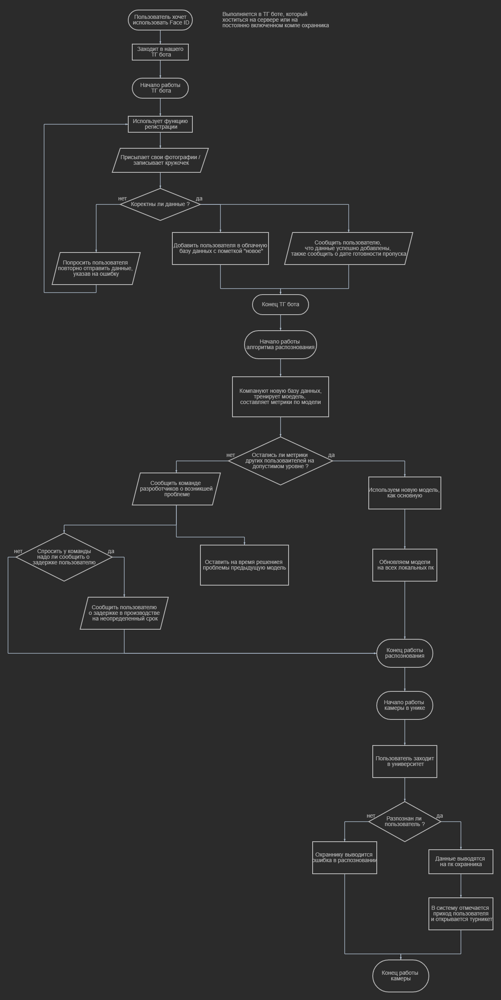 Пользователь хочет
использовать Face ID
Выполняется в ТГ боте, который
хоститься на сервере или на
постоянно включенном компе охранника
Заходит в нашего
ТГ бота
Начало работы
ТГ бота
Использует функцию
регистрации
Присылает свои фотографии /
записывает кружочек
нет
Коректны ли данные ?
да
Попросить пользователя
повторно отправить данные,
указав на ошибку
Добавить пользователя в облачную
базу данных с пометкой "новое"
Сообщить пользователю,
что данные успешно добавлены,
также сообщить о дате готовности пропуска
Конец ТГ бота
Начало работы
алгоритма распознования
Компануют новую базу данных,
тренирует моедель,
составляет метрики по модели
нет
Остались ли метрики
других пользоваителей на
допустимом уровне ?
да
Сообщить команде
разроботчиков о возникшей
проблеме
Используем новую модель,
как основную
нет
Спросить у команды
надо ли сообщить о
задержке пользователю
да
Оставить на время решениея
проблемы предыдущую модель
Обновляем модели
на всех локальных пк
Сообщить пользователю
о задержке в производстве
на неопределенный срок
Конец работы
распознования
Начало работы
камеры в унике
Пользователь заходит
в университет
нет
Разпознан ли
пользователь ?
да
Охраннику выводится
ошибка в распозновании
Данные выводятся
на пк охранника
В систему отмечается
приход пользователя
и открывается турникет
Конец работы
камеры